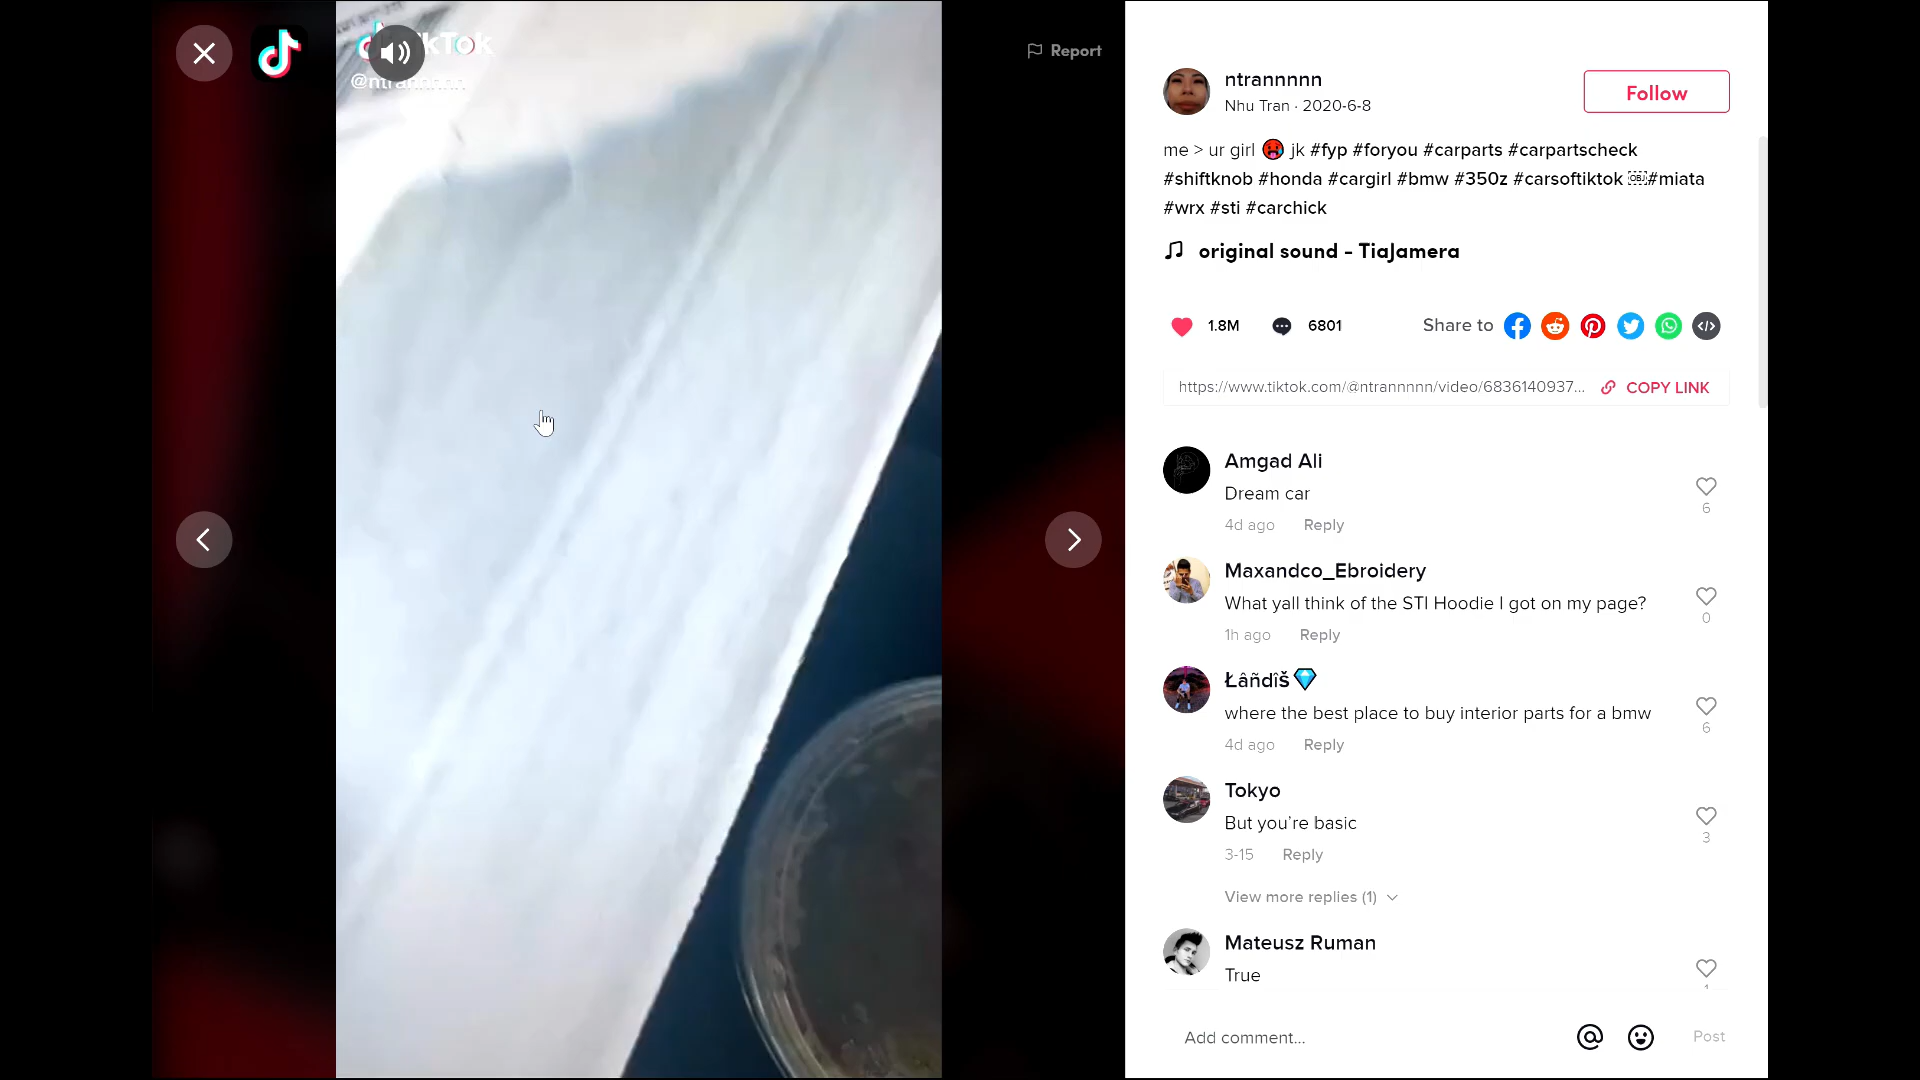 TikTok
@ntrannnnn
Report
ntrannnnn
Nhu Tran · 2020-6-8
Follow
me > ur girl 🥵 jk #fyp #foryou #carparts #carpartscheck
#shiftknob #honda #cargirl #bmw #350z #carsoftiktok ￼#miata
#wrx #sti #carchick
original sound - TiaJamera
1.8M
6801
Share to
https://www.tiktok.com/@ntrannnnn/video/6836140937...
COPY LINK
Amgad Ali
Dream car
6
4d ago Reply
Maxandco_Ebroidery
What yall think of the STI Hoodie I got on my page?
0
1h ago Reply
Łâñdîš💎
where the best place to buy interior parts for a bmw
6
4d ago Reply
Tokyo
But you’re basic
3
3-15 Reply
View more replies (1)
Mateusz Ruman
True
Add comment...
Post